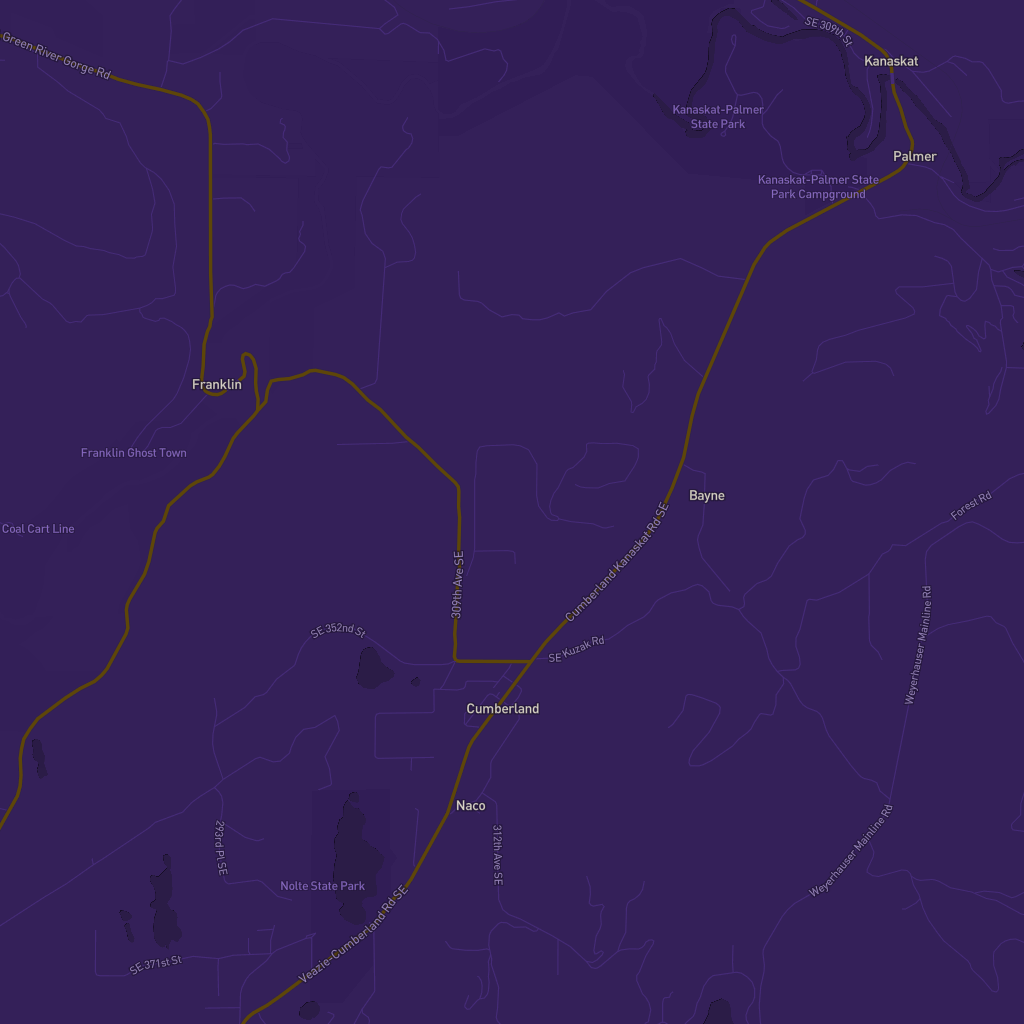 SE 309th St
Green River Gorge Rd
Kanaskat
Kanaskat-Palmer
State Park
Palmer
Kanaskat-Palmer State
Park Campground
Franklin
Franklin Ghost Town
Bayne
Forest Rd
Coal Cart Line
Cumberland Kanaskat Rd SE
309th Ave SE
SE 352nd St
SE Kuzak Rd
Weyerhauser Mainline Rd
Cumberland
Naco
293rd Pl SE
312th Ave SE
Weyerhauser Mainline Rd
Nolte State Park
Veazie-Cumberland Rd SE
SE 371st St